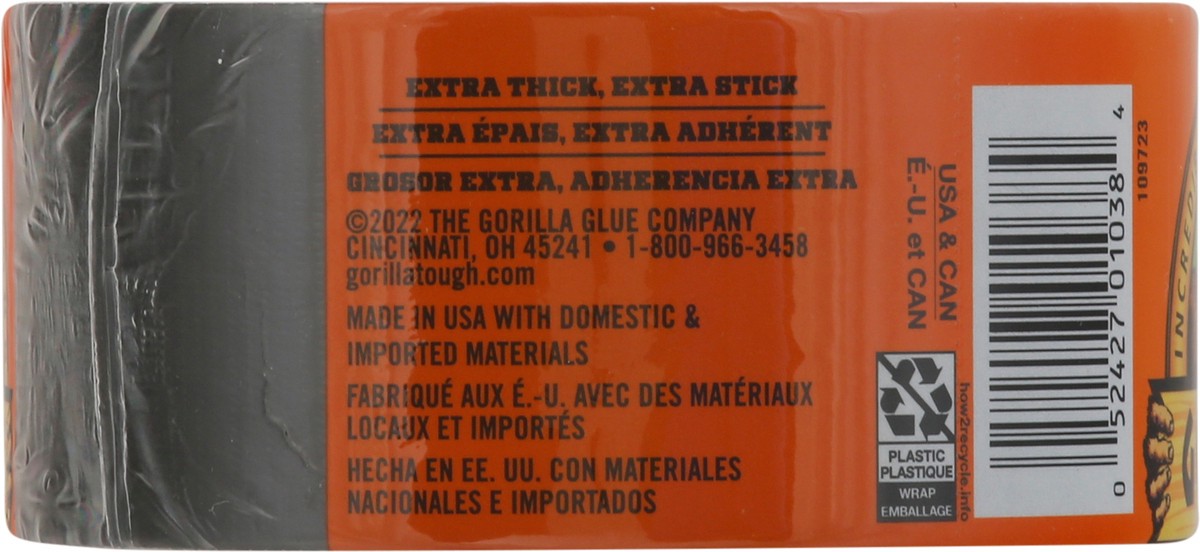 EXTRA THICK, EXTRA STICK
EXTRA ÉPAIS, EXTRA ADHÉRENT
GROSOR EXTRA, ADHERENCIA EXTRA
©2022 THE GORILLA GLUE COMPANY
CINCINNATI, OH 45241 • 1-800-966-3458
gorillatough.com
MADE IN USA WITH DOMESTIC &
IMPORTED MATERIALS
FABRIQUÉ AUX É.-U. AVEC DES MATÉRIAUX
LOCAUX ET IMPORTÉS
HECHA EN EE. UU. CON MATERIALES
NACIONALES E IMPORTADOS
USA & CAN
É.-U. et CAN
PLASTIC
PLASTIQUE
WRAP
EMBALLAGE
how2recycle.info
0 52427 01038 4
109723